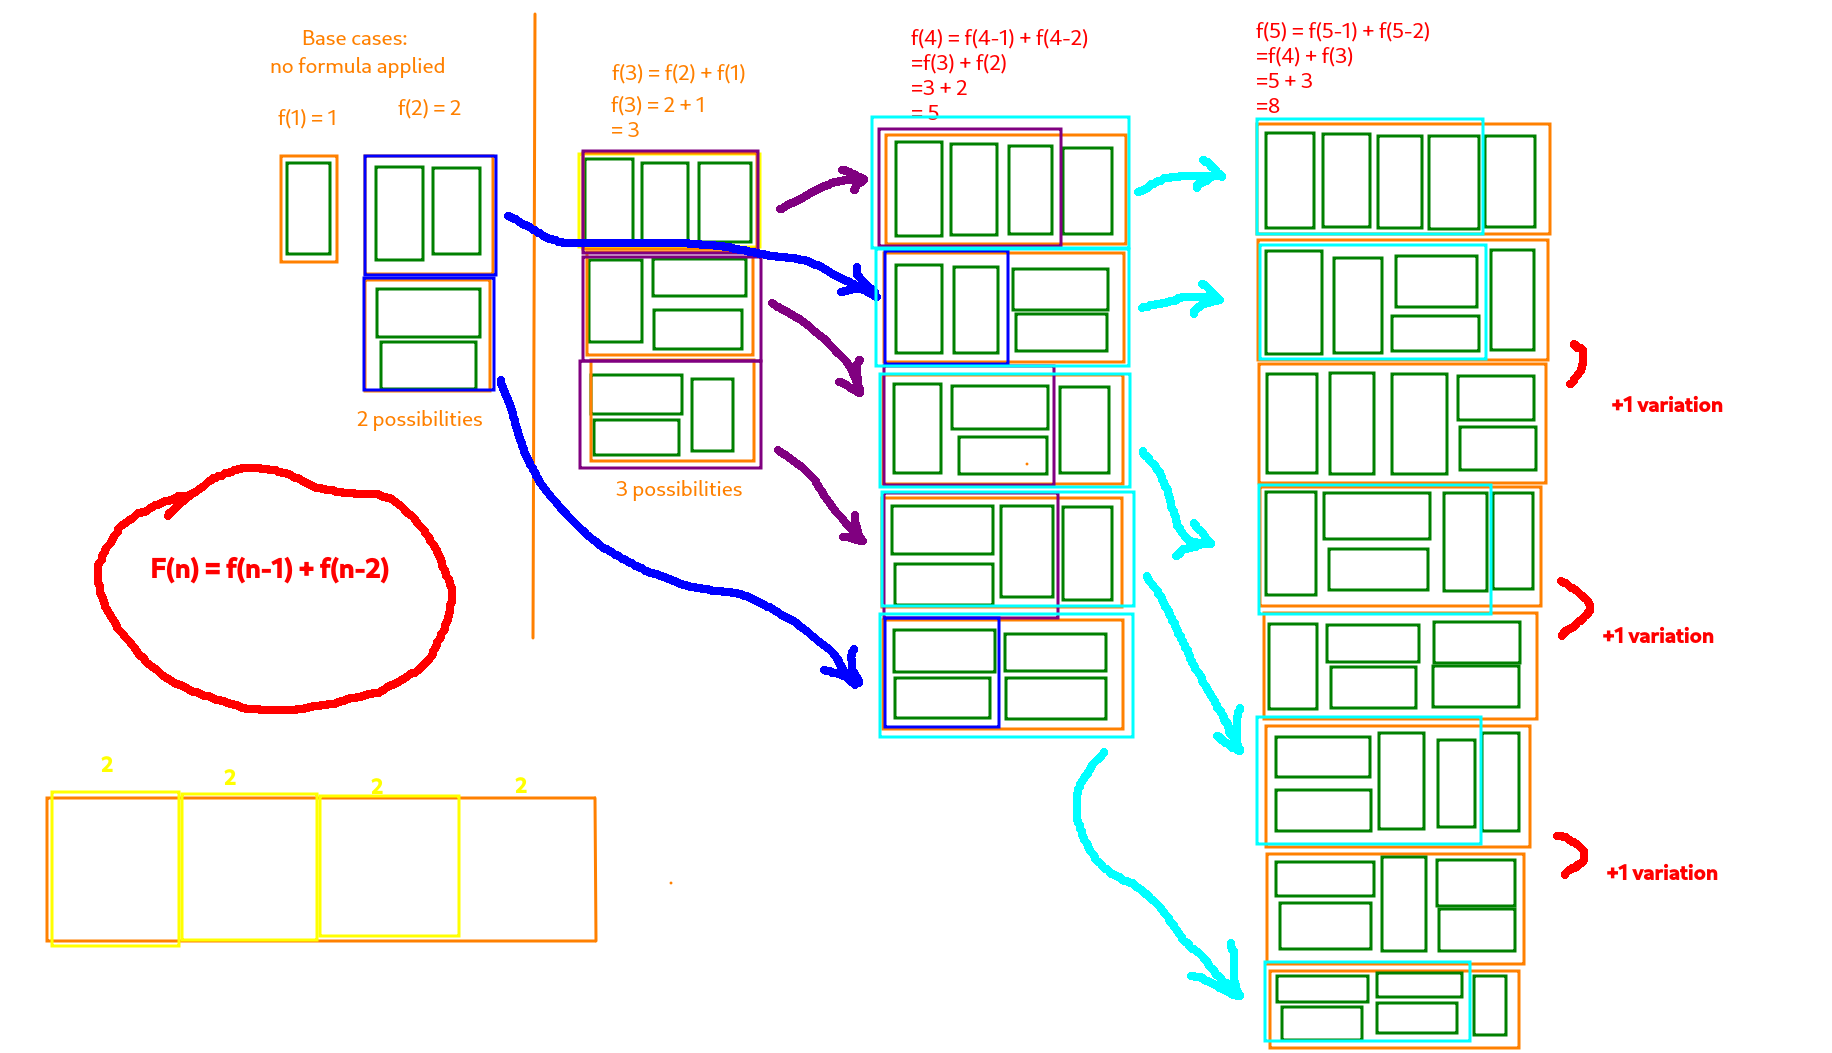 Base cases:
no formula applied
f(1) = 1
f(2) = 2
2 possibilities
f(3) = f(2) + f(1)
f(3) = 2 + 1
= 3
3 possibilities
f(4) = f(4-1) + f(4-2)
=f(3) + f(2)
=3 + 2
= 5
f(5) = f(5-1) + f(5-2)
=f(4) + f(3)
=5 + 3
=8
+1 variation
+1 variation
+1 variation
F(n) = f(n-1) + f(n-2)
2
2
2
2